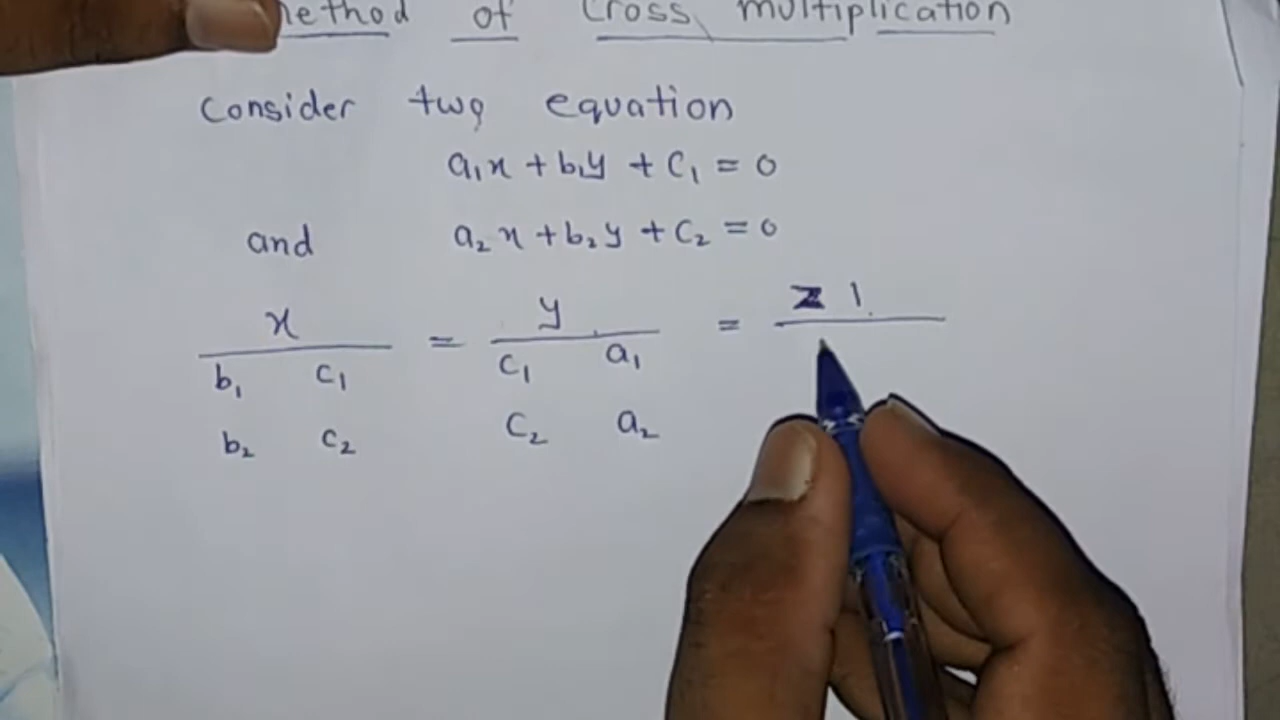 method of Cross multiplication
Consider two equation
a₁x + b₁y + c₁ = 0
and a₂x + b₂y + c₂ = 0
x = y = 1
b₁ c₁ c₁ a₁
b₂ c₂ c₂ a₂